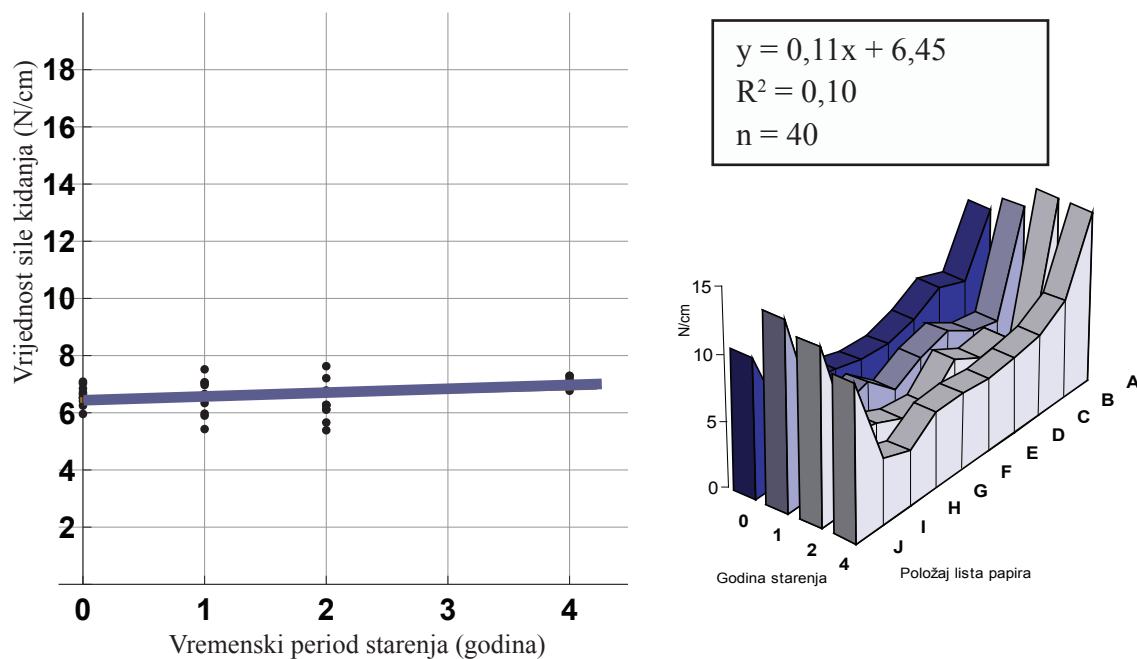 Vrijednost sile kidanja (N/cm)
18
16
14
12
10
8
6
4
2
0
1
2
3
4
Vremenski period starenja (godina)
y = 0,11x + 6,45
R² = 0,10
n = 40
N/cm
15
10
5
0
0
1
2
4
Godina starenja
J
I
H
G
F
E
D
C
B
A
Položaj lista papira